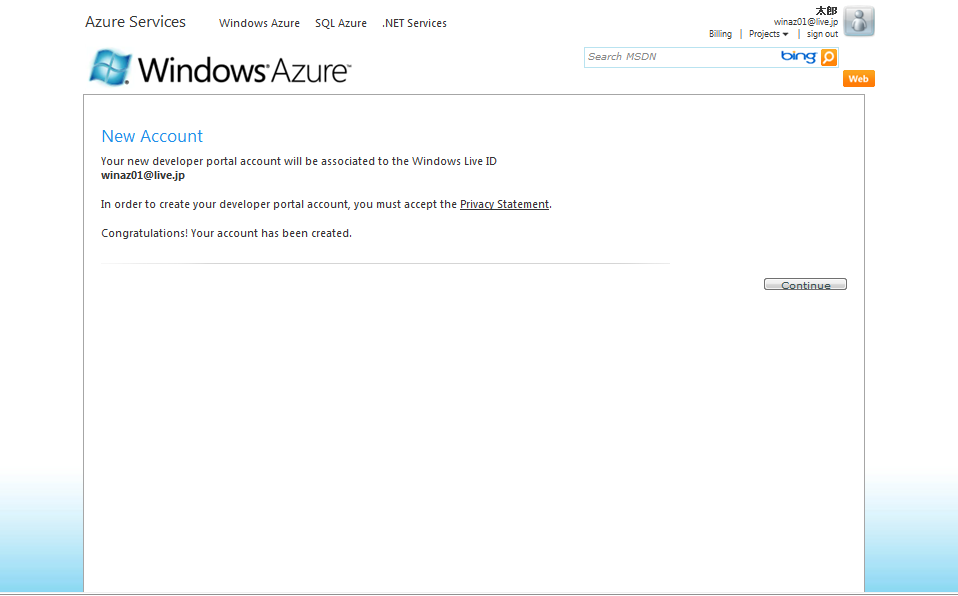 Azure Services Windows Azure SQL Azure .NET Services
太郎
winaz01@live.jp
Billing | Projects | sign out
Windows Azure™
Search MSDN bing
Web
New Account
Your new developer portal account will be associated to the Windows Live ID
winaz01@live.jp
In order to create your developer portal account, you must accept the Privacy Statement.
Congratulations! Your account has been created.
Continue